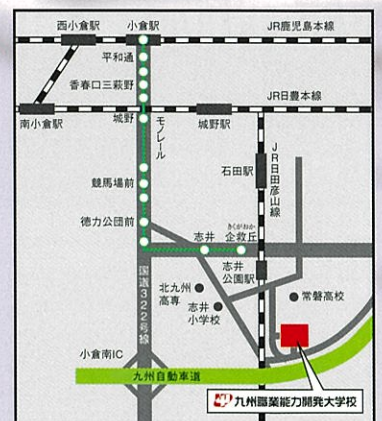 西小倉駅
小倉駅
JR鹿児島本線
平和通
香春口三萩野
JR日豊本線
南小倉駅
城野
モノレール
城野駅
石田駅
JR日田彦山線
競馬場前
徳力公団前
志井
きくがおか
企救丘
志井
公園駅
国道322号線
北九州
高専
志井
小学校
常磐高校
小倉南IC
九州自動車道
九州職業能力開発大学校